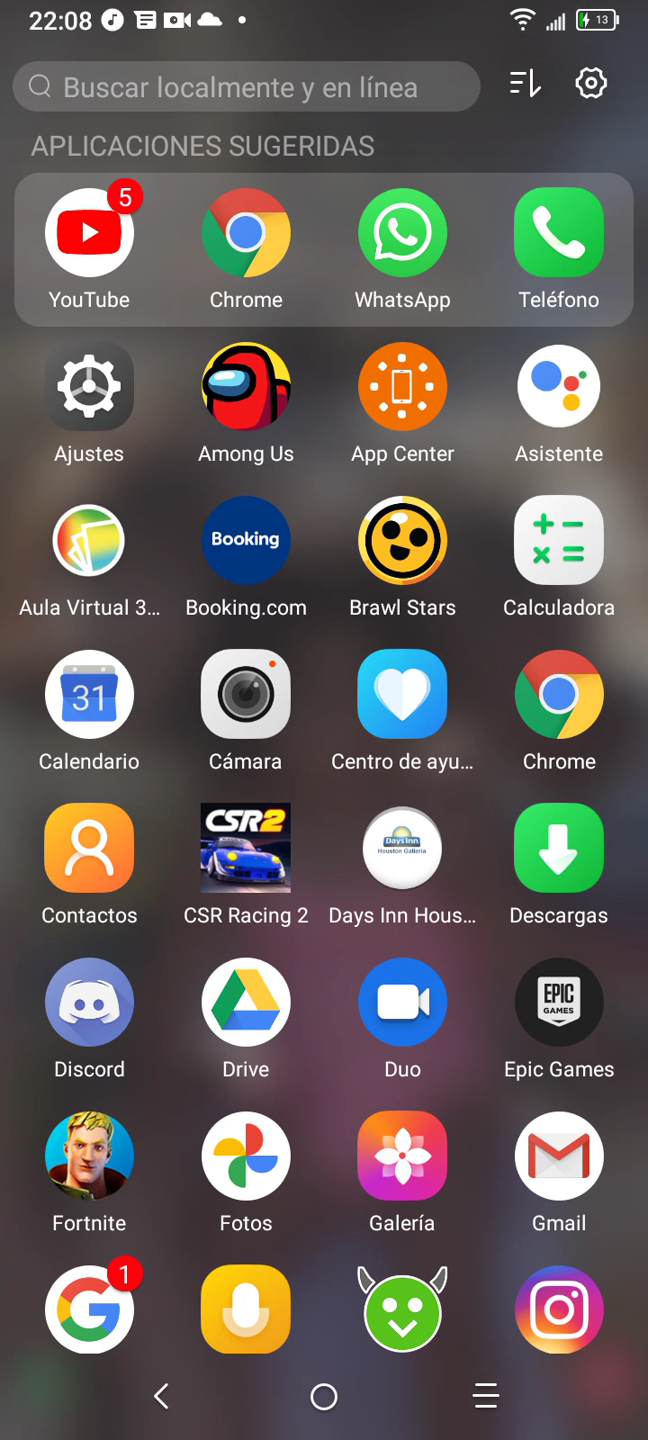 22:08
13
Buscar localmente y en línea
APLICACIONES SUGERIDAS
5
YouTube Chrome WhatsApp Teléfono
Ajustes Among Us App Center Asistente
Booking
Aula Virtual 3... Booking.com Brawl Stars Calculadora
31
Calendario Cámara Centro de ayu... Chrome
CSR2
Days Inn
Houston Galleria
Contactos CSR Racing 2 Days Inn Hous... Descargas
EPIC
GAMES
Discord Drive Duo Epic Games
Fortnite Fotos Galería Gmail
1
G